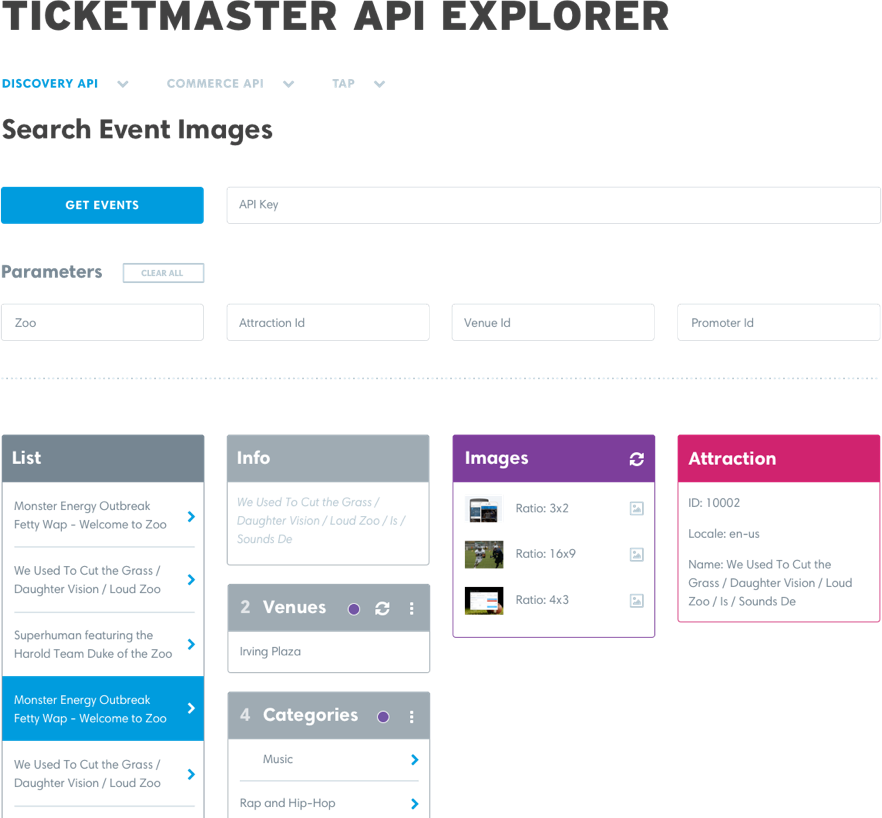 TICKETMASTER API EXPLORER
DISCOVERY API
COMMERCE API
TAP
Search Event Images
GET EVENTS
API Key
Parameters
CLEAR ALL
Zoo
Attraction Id
Venue Id
Promoter Id
List
Monster Energy Outbreak
Fetty Wap - Welcome to Zoo
We Used To Cut the Grass /
Daughter Vision / Loud Zoo
Superhuman featuring the
Harold Team Duke of the Zoo
Monster Energy Outbreak
Fetty Wap - Welcome to Zoo
We Used To Cut the Grass /
Daughter Vision / Loud Zoo
Info
We Used To Cut the Grass /
Daughter Vision / Loud Zoo / Is /
Sounds De
2 Venues
Irving Plaza
4 Categories
Music
Rap and Hip-Hop
Images
Ratio: 3x2
Ratio: 16x9
Ratio: 4x3
Attraction
ID: 10002
Locale: en-us
Name: We Used To Cut the
Grass / Daughter Vision / Loud
Zoo / Is / Sounds De